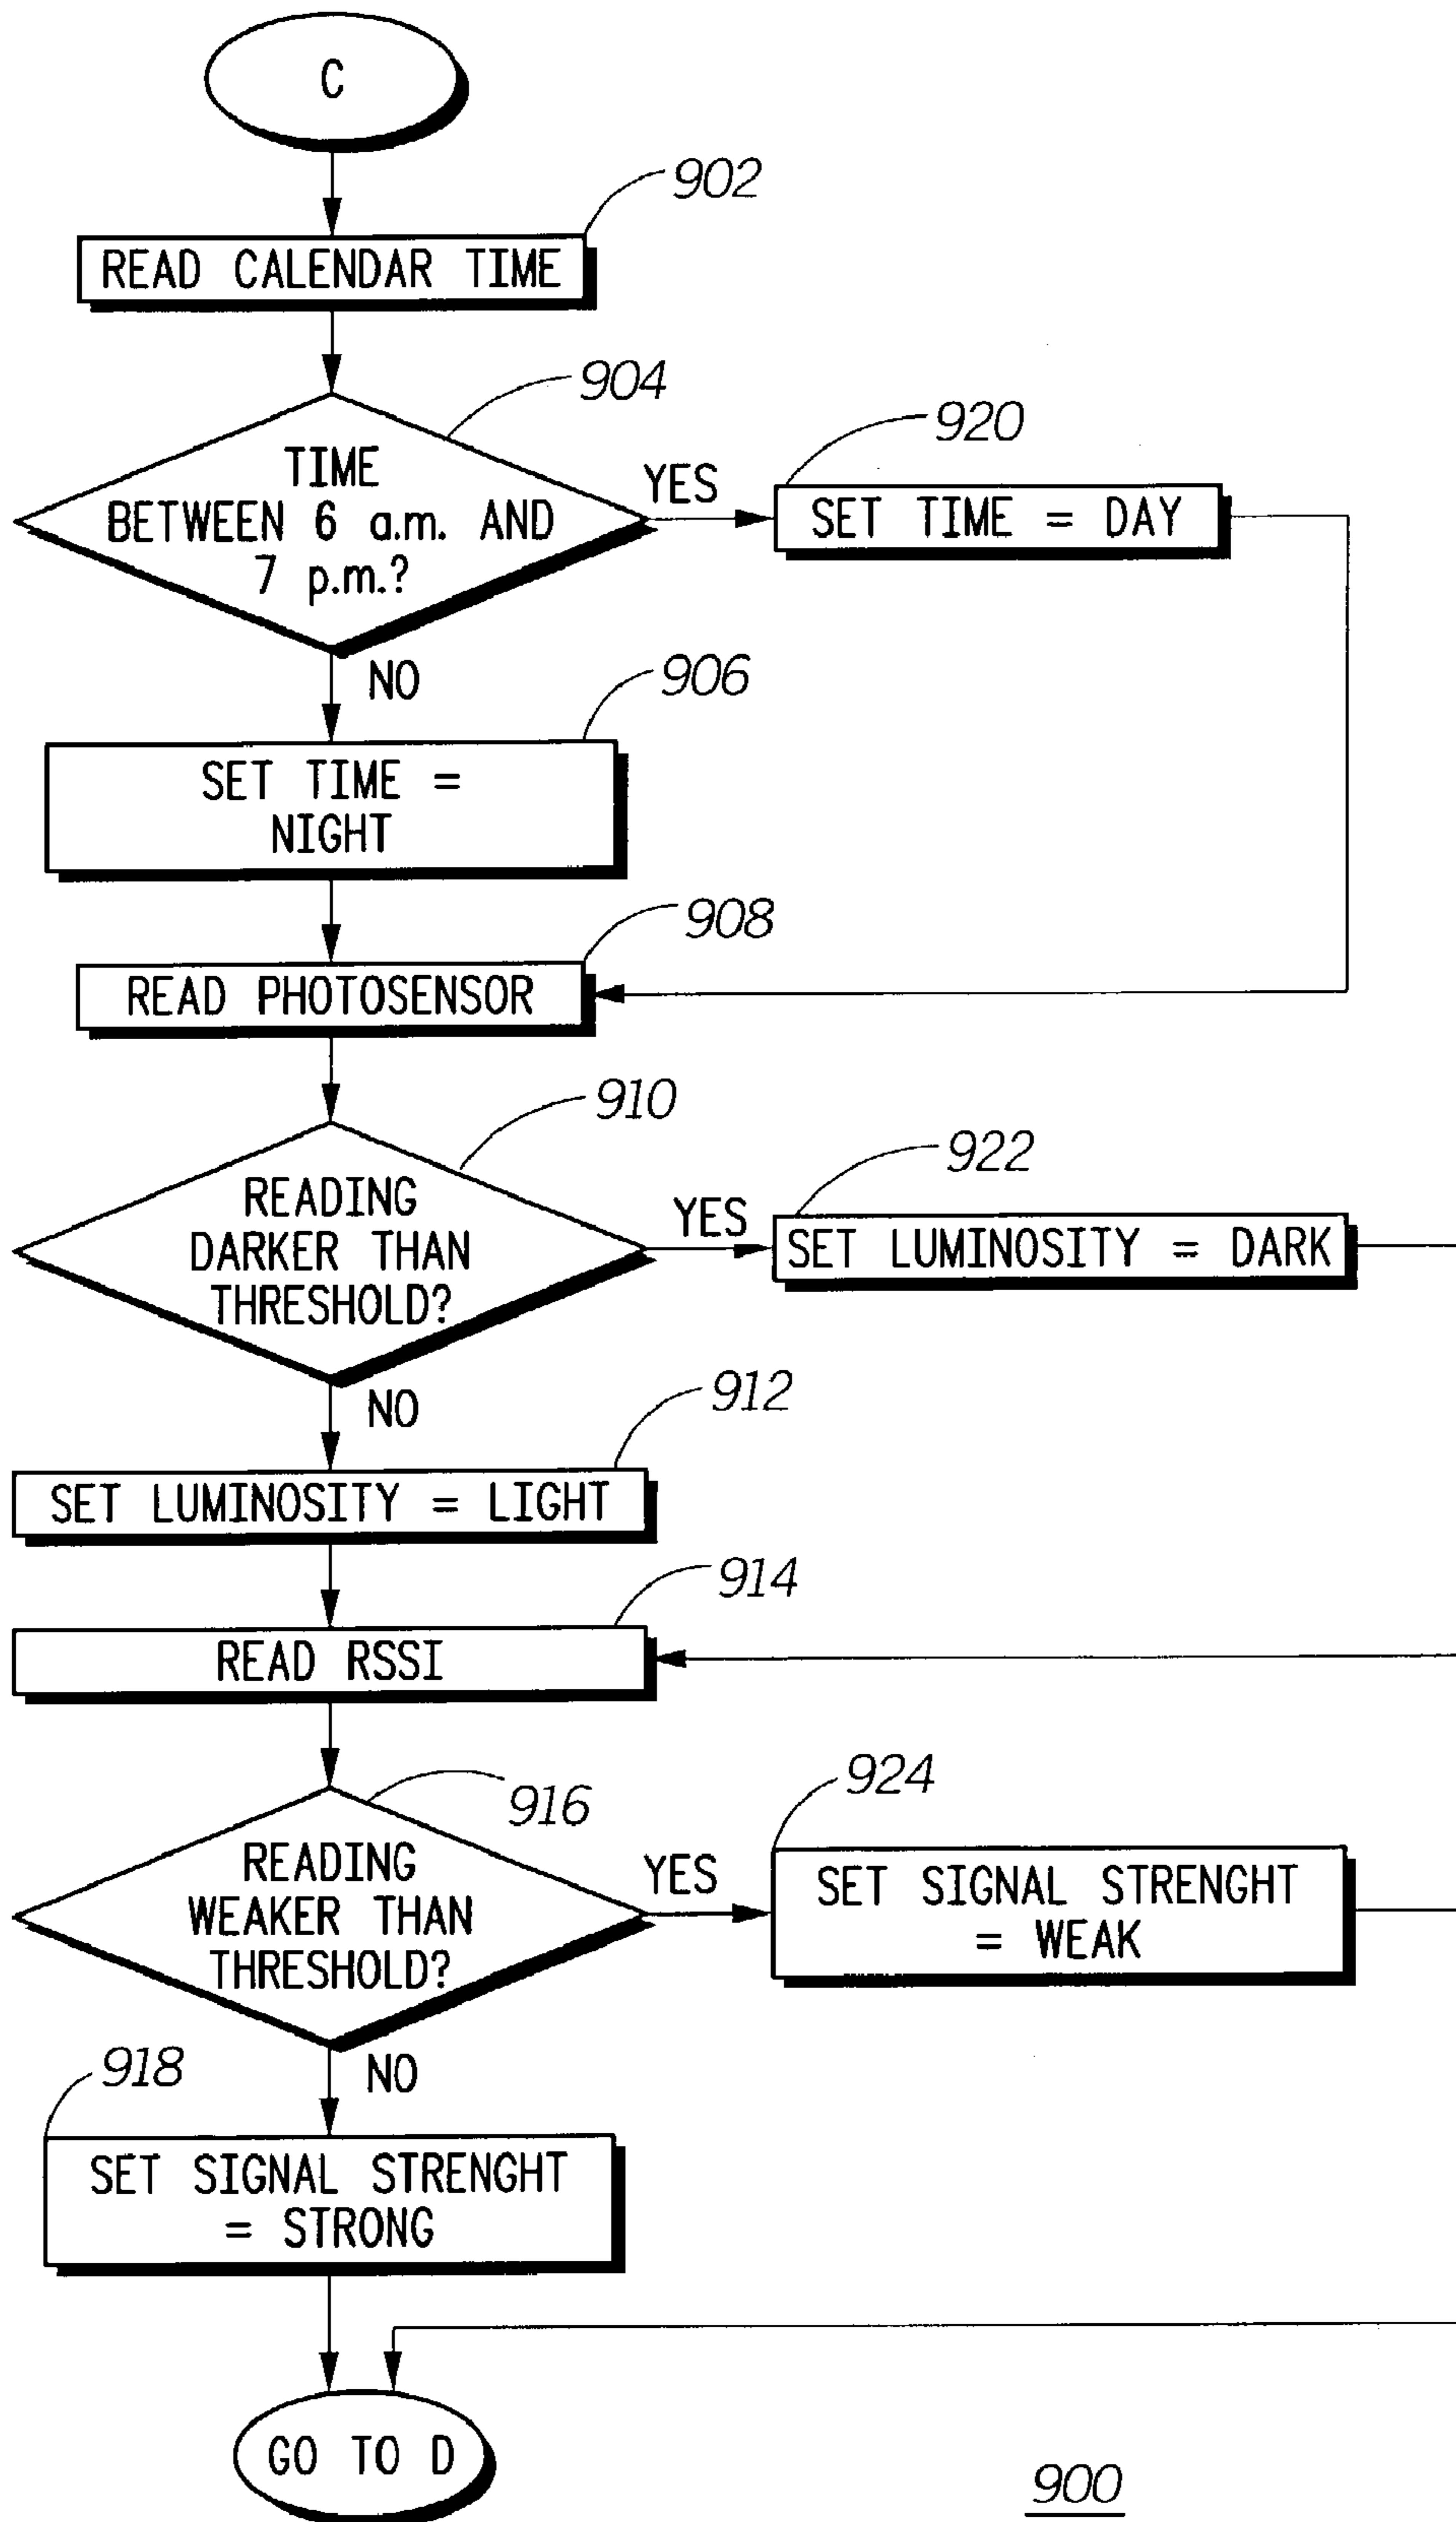 C
902
READ CALENDAR TIME
904
TIME
BETWEEN 6 a.m. AND
7 p.m.?
YES
920
SET TIME = DAY
NO
906
SET TIME =
NIGHT
908
READ PHOTOSENSOR
910
READING
DARKER THAN
THRESHOLD?
YES
922
SET LUMINOSITY = DARK
NO
912
SET LUMINOSITY = LIGHT
914
READ RSSI
916
READING
WEAKER THAN
THRESHOLD?
YES
924
SET SIGNAL STRENGHT
= WEAK
NO
918
SET SIGNAL STRENGHT
= STRONG
GO TO D
900